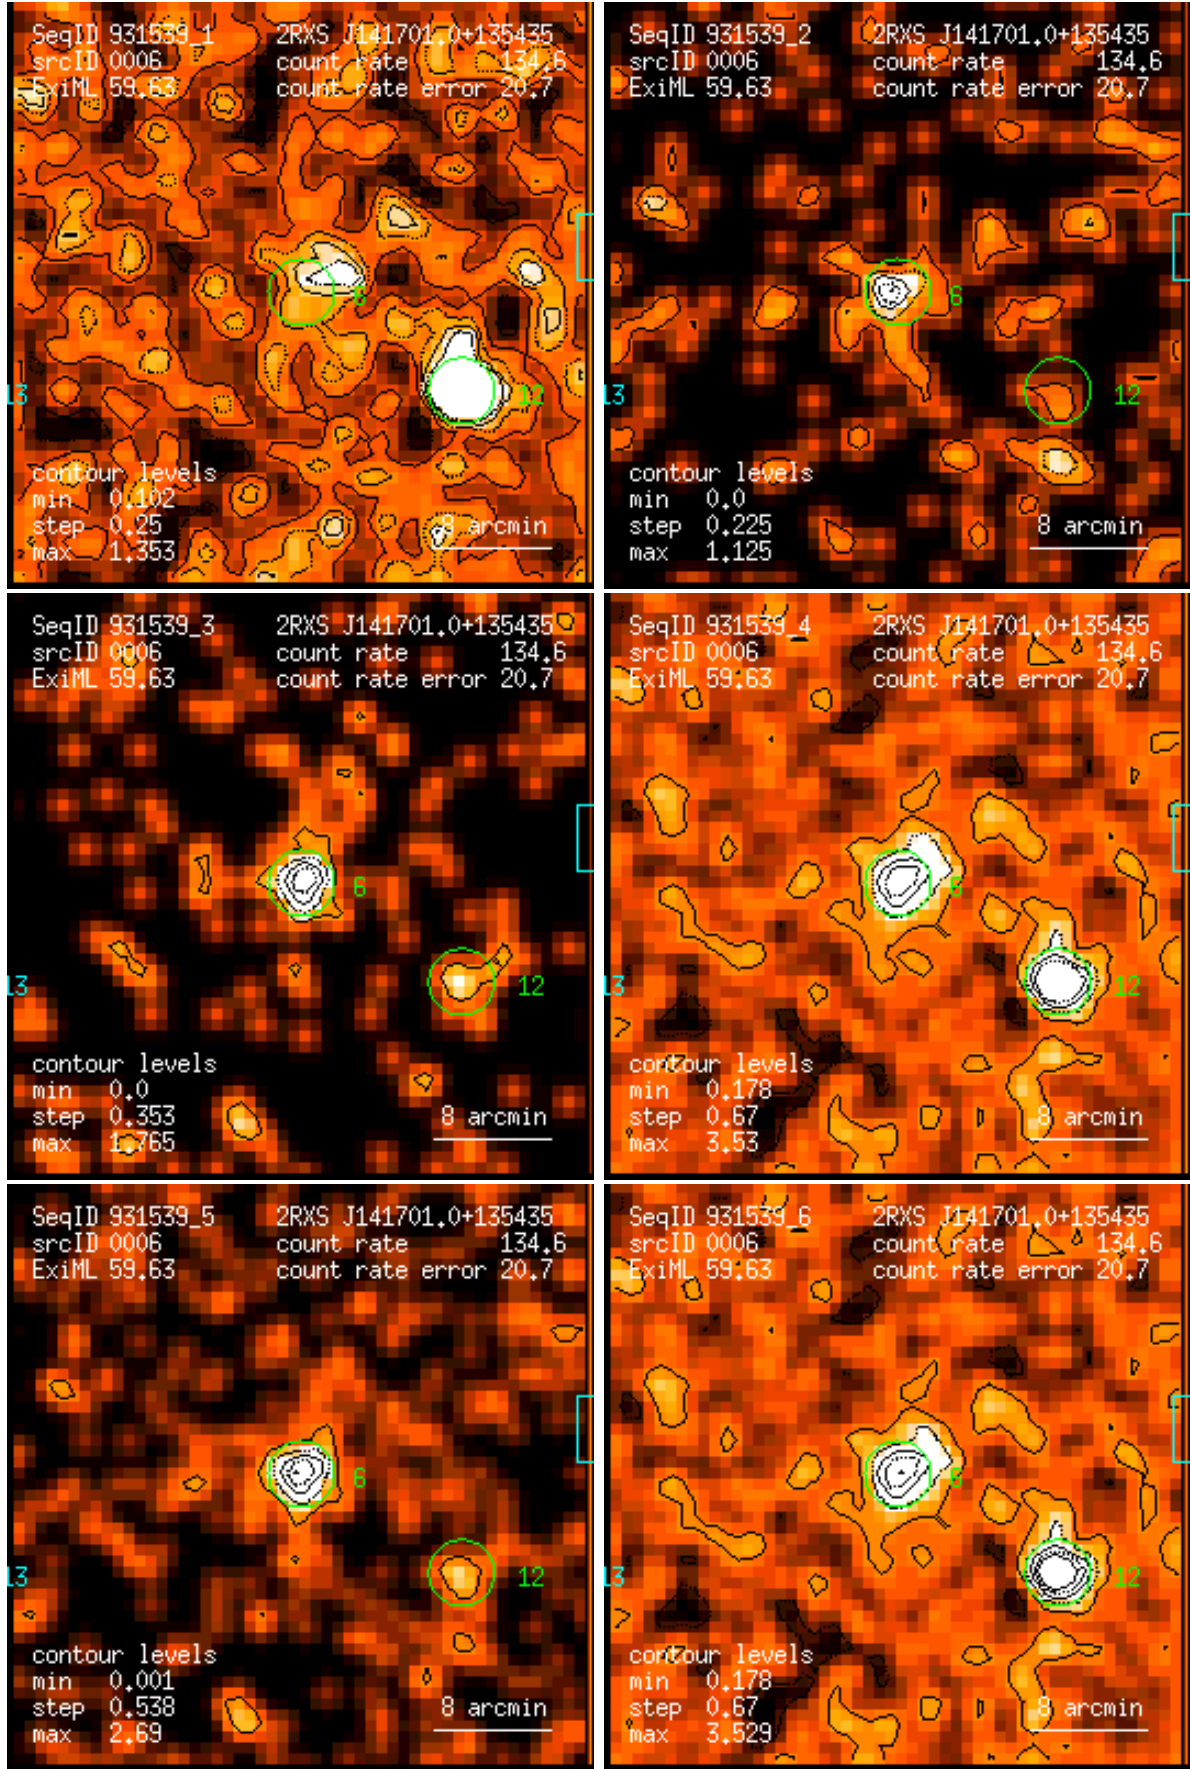 SeqID 931539_1 2RXS J141701.0+135435
srcID 0006 count rate 134.6
ExiML 59.63 count rate error 20.7
6
13 12
contour levels
min 0.102
step 0.25 8 arcmin
max 1.353
SeqID 931539_2 2RXS J141701.0+135435
srcID 0006 count rate 134.6
ExiML 59.63 count rate error 20.7
6
13 12
contour levels
min 0.0
step 0.225 8 arcmin
max 1.125
SeqID 931539_3 2RXS J141701.0+135435
srcID 0006 count rate 134.6
ExiML 59.63 count rate error 20.7
6
13 12
contour levels
min 0.0
step 0.353 8 arcmin
max 1.765
SeqID 931539_4 2RXS J141701.0+135435
srcID 0006 count rate 134.6
ExiML 59.63 count rate error 20.7
6
13 12
contour levels
min 0.178
step 0.67 8 arcmin
max 3.53
SeqID 931539_5 2RXS J141701.0+135435
srcID 0006 count rate 134.6
ExiML 59.63 count rate error 20.7
6
13 12
contour levels
min 0.001
step 0.538 8 arcmin
max 2.69
SeqID 931539_6 2RXS J141701.0+135435
srcID 0006 count rate 134.6
ExiML 59.63 count rate error 20.7
6
13 12
contour levels
min 0.178
step 0.67 8 arcmin
max 3.529